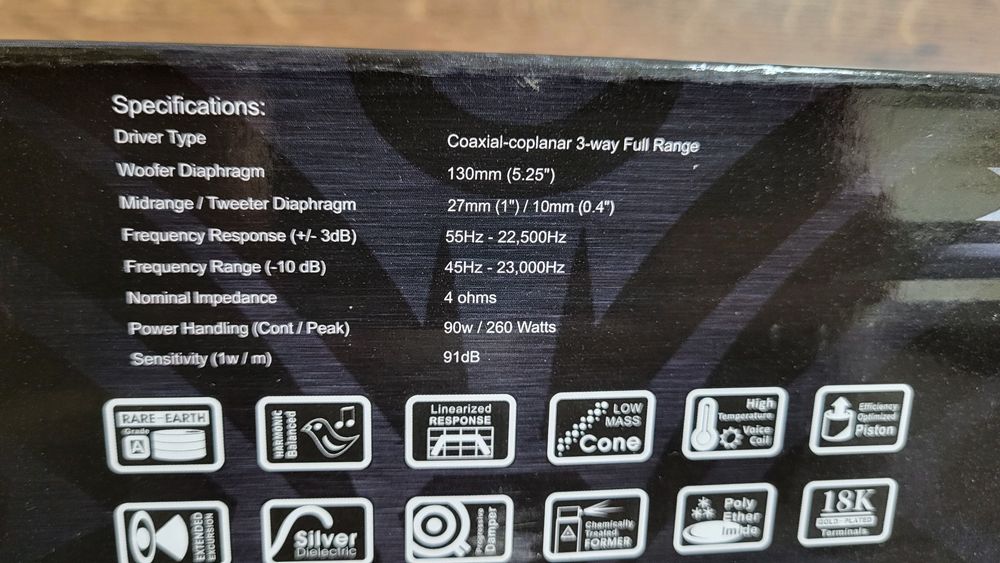 Specifications:
Driver Type Coaxial-coplanar 3-way Full Range
Woofer Diaphragm 130mm (5.25")
Midrange / Tweeter Diaphragm 27mm (1") / 10mm (0.4")
Frequency Response (+/- 3dB) 55Hz - 22,500Hz
Frequency Range (-10 dB) 45Hz - 23,000Hz
Nominal Impedance 4 ohms
Power Handling (Cont / Peak) 90w / 260 Watts
Sensitivity (1w / m) 91dB
RARE-EARTH
Grade
A
HARMONIC
Balanced
Linearized
RESPONSE
LOW
MASS
Cone
High
Temperature
Voice
Coil
Efficiency
Optimized
Piston
EXTENDED
EXCURSION
Silver
Dielectric
Progressive
Damper
Chemically
Treated
FORMER
Poly
Ether
Imide
18K
GOLD-PLATED
Terminals